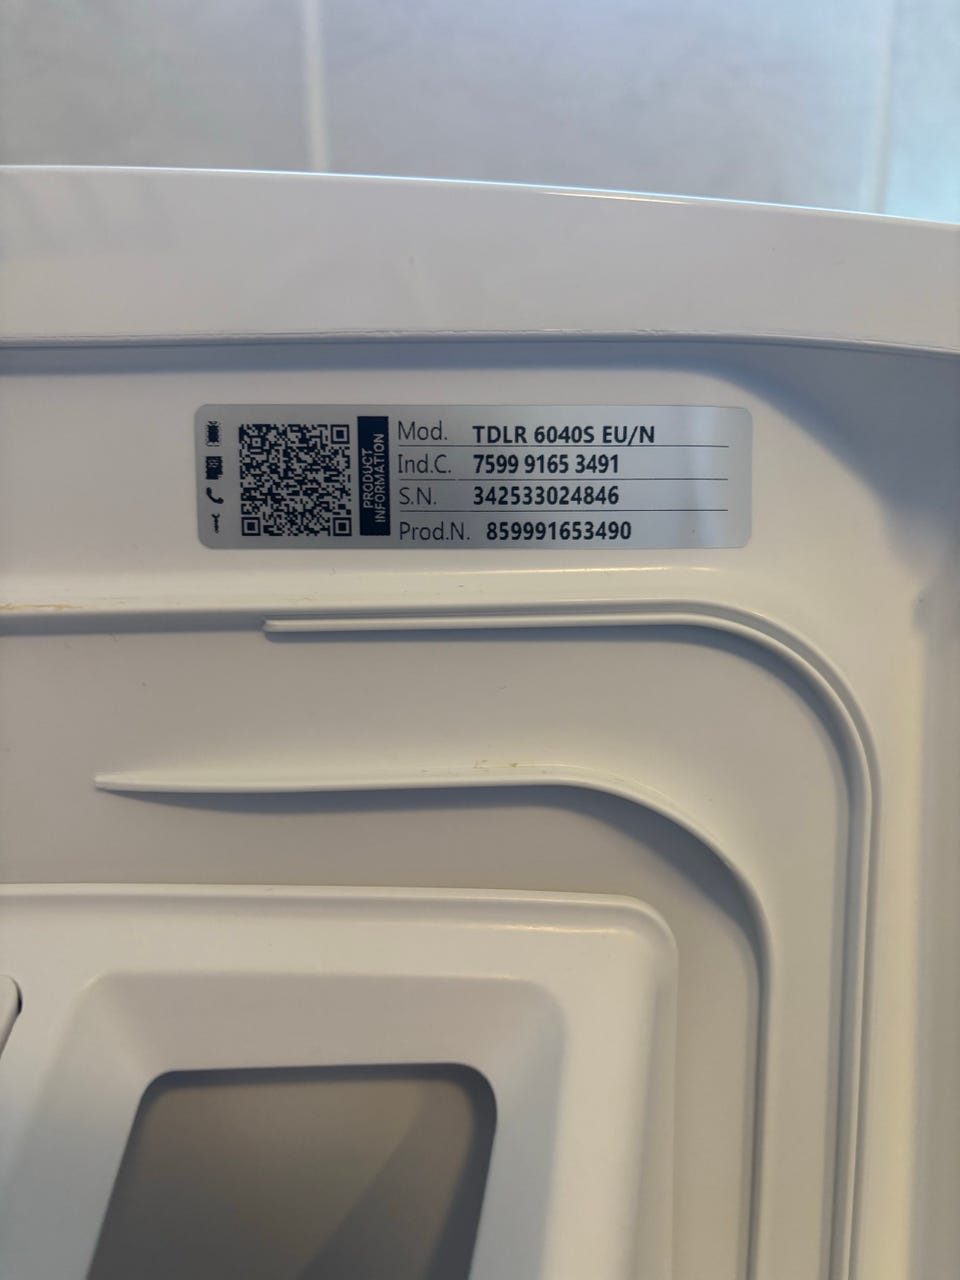 PRODUCT
INFORMATION
Mod. TDLR 6040S EU/N
Ind.C. 7599 9165 3491
S.N. 342533024846
Prod.N. 859991653490